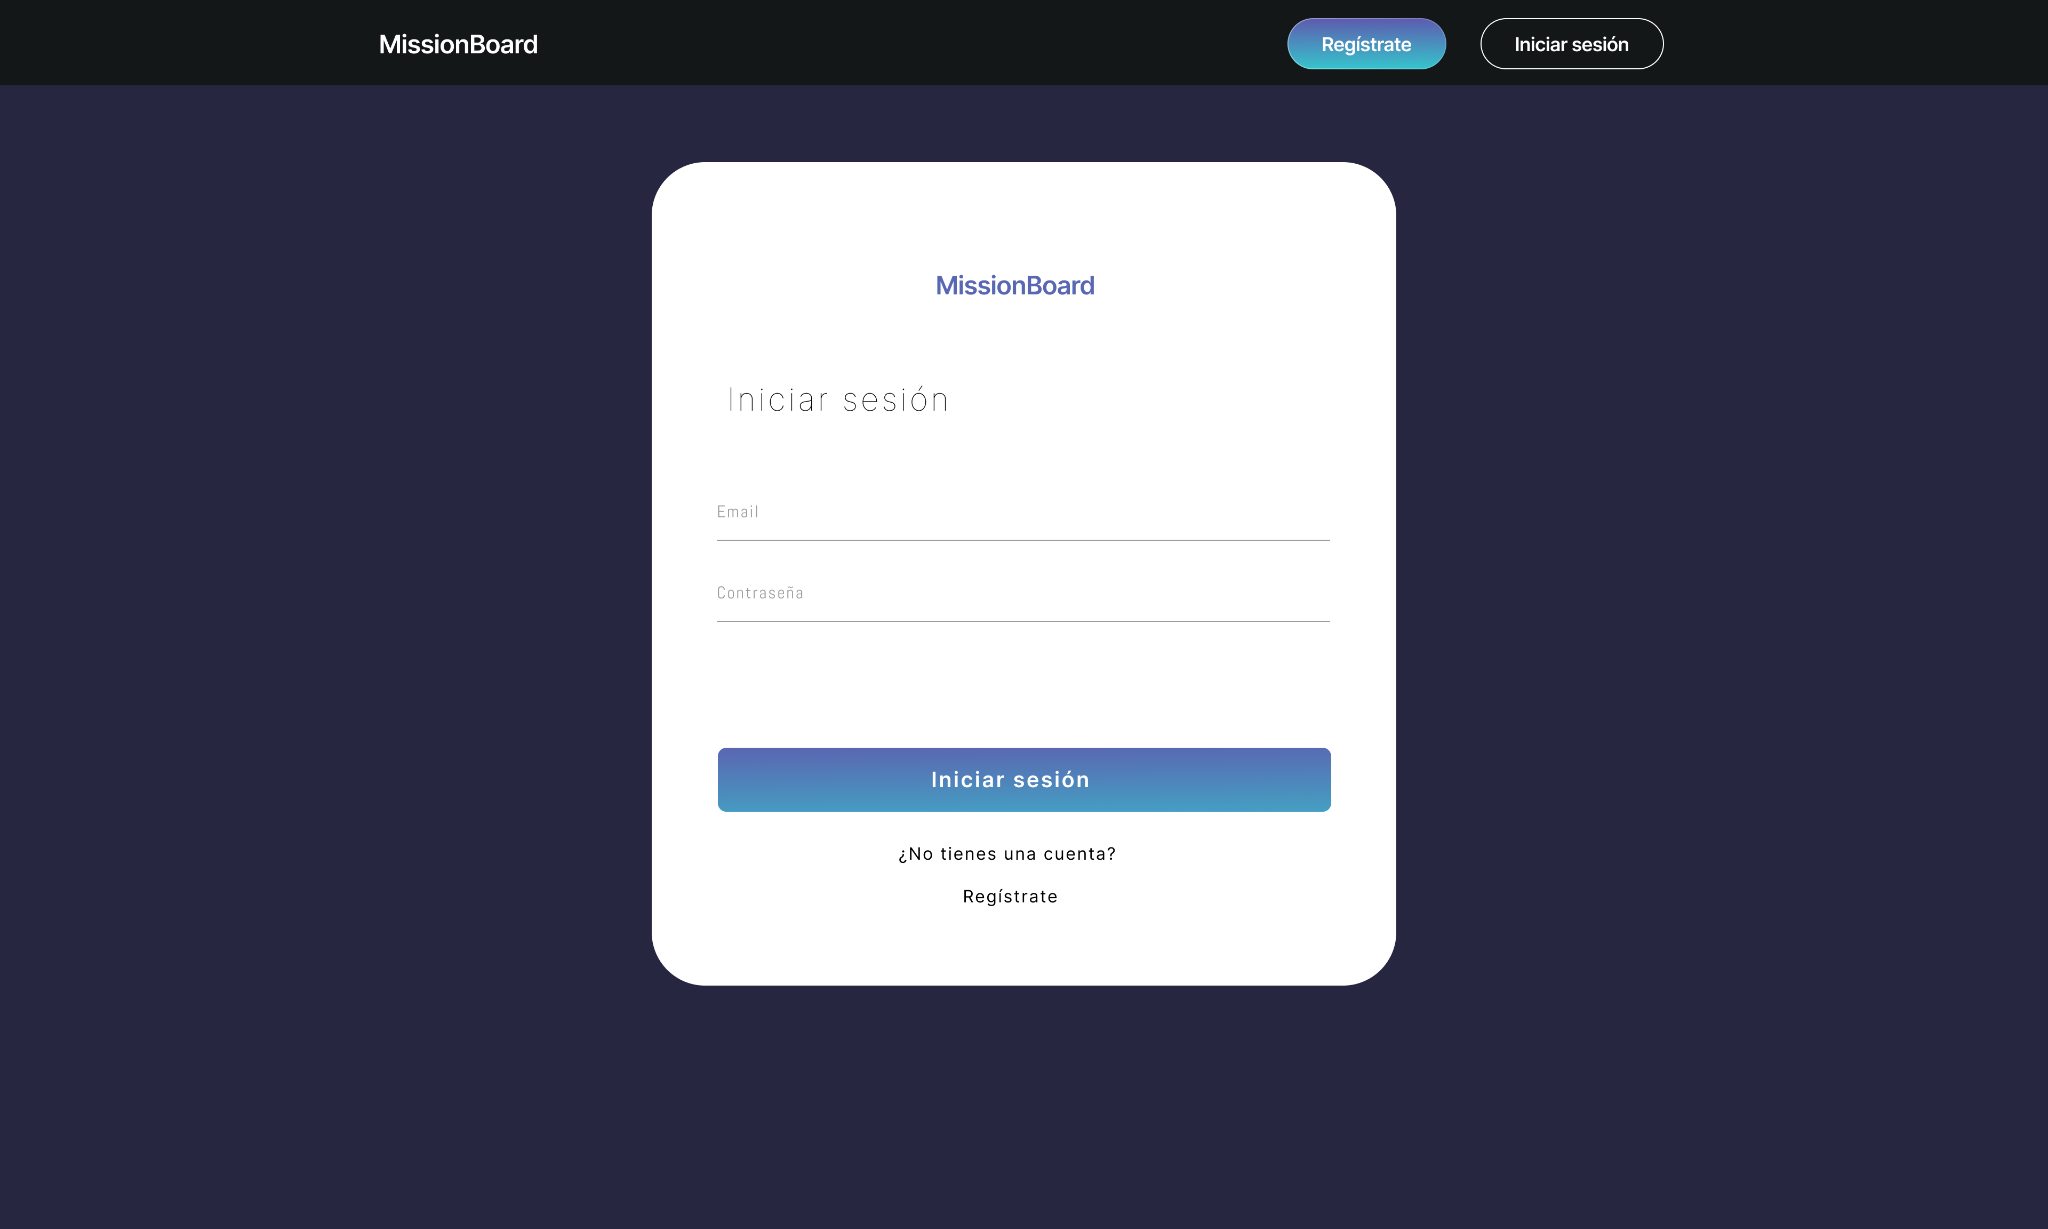 MissionBoard
Regístrate
Iniciar sesión
MissionBoard
Iniciar sesión
Email
Contraseña
Iniciar sesión
¿No tienes una cuenta?
Regístrate